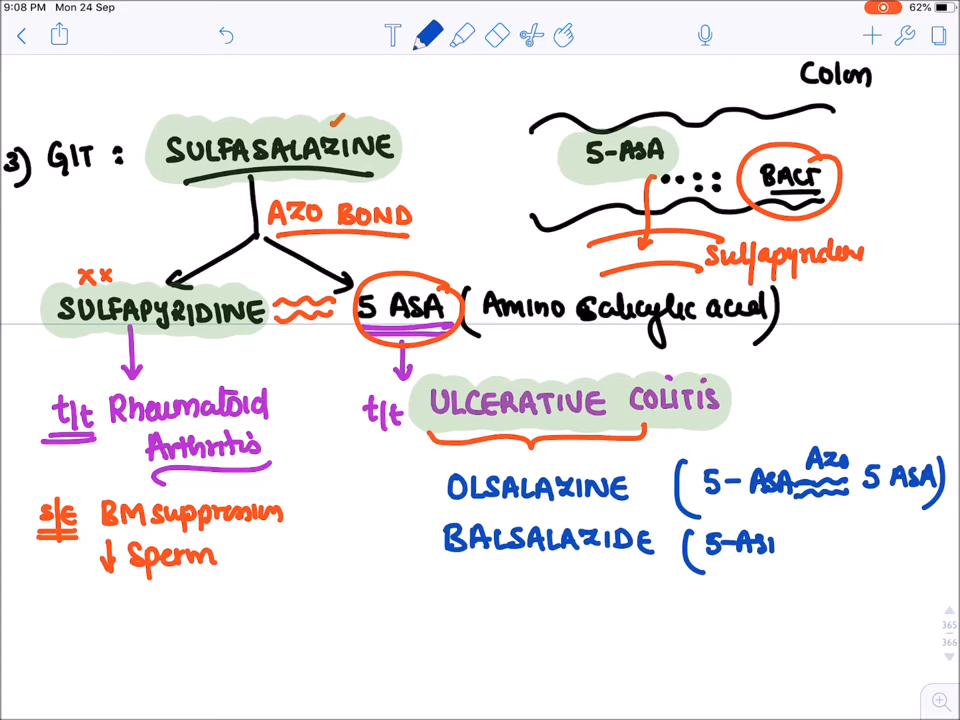 9:08 PM Mon 24 Sep
62%
T
Colon
3) GIT : SULFASALAZINE
5-ASA
BACT
AZO BOND
Sulfapyridine
xx
SULFAPYRIDINE 5 ASA (Amino Salicylic acid)
t/t Rheumatoid
Arthritis
t/t ULCERATIVE COLITIS
s/E BM suppression
↓ Sperm
OLSALAZINE (5-ASA Azo 5 ASA)
BALSALAZIDE (5-ASI
365
366